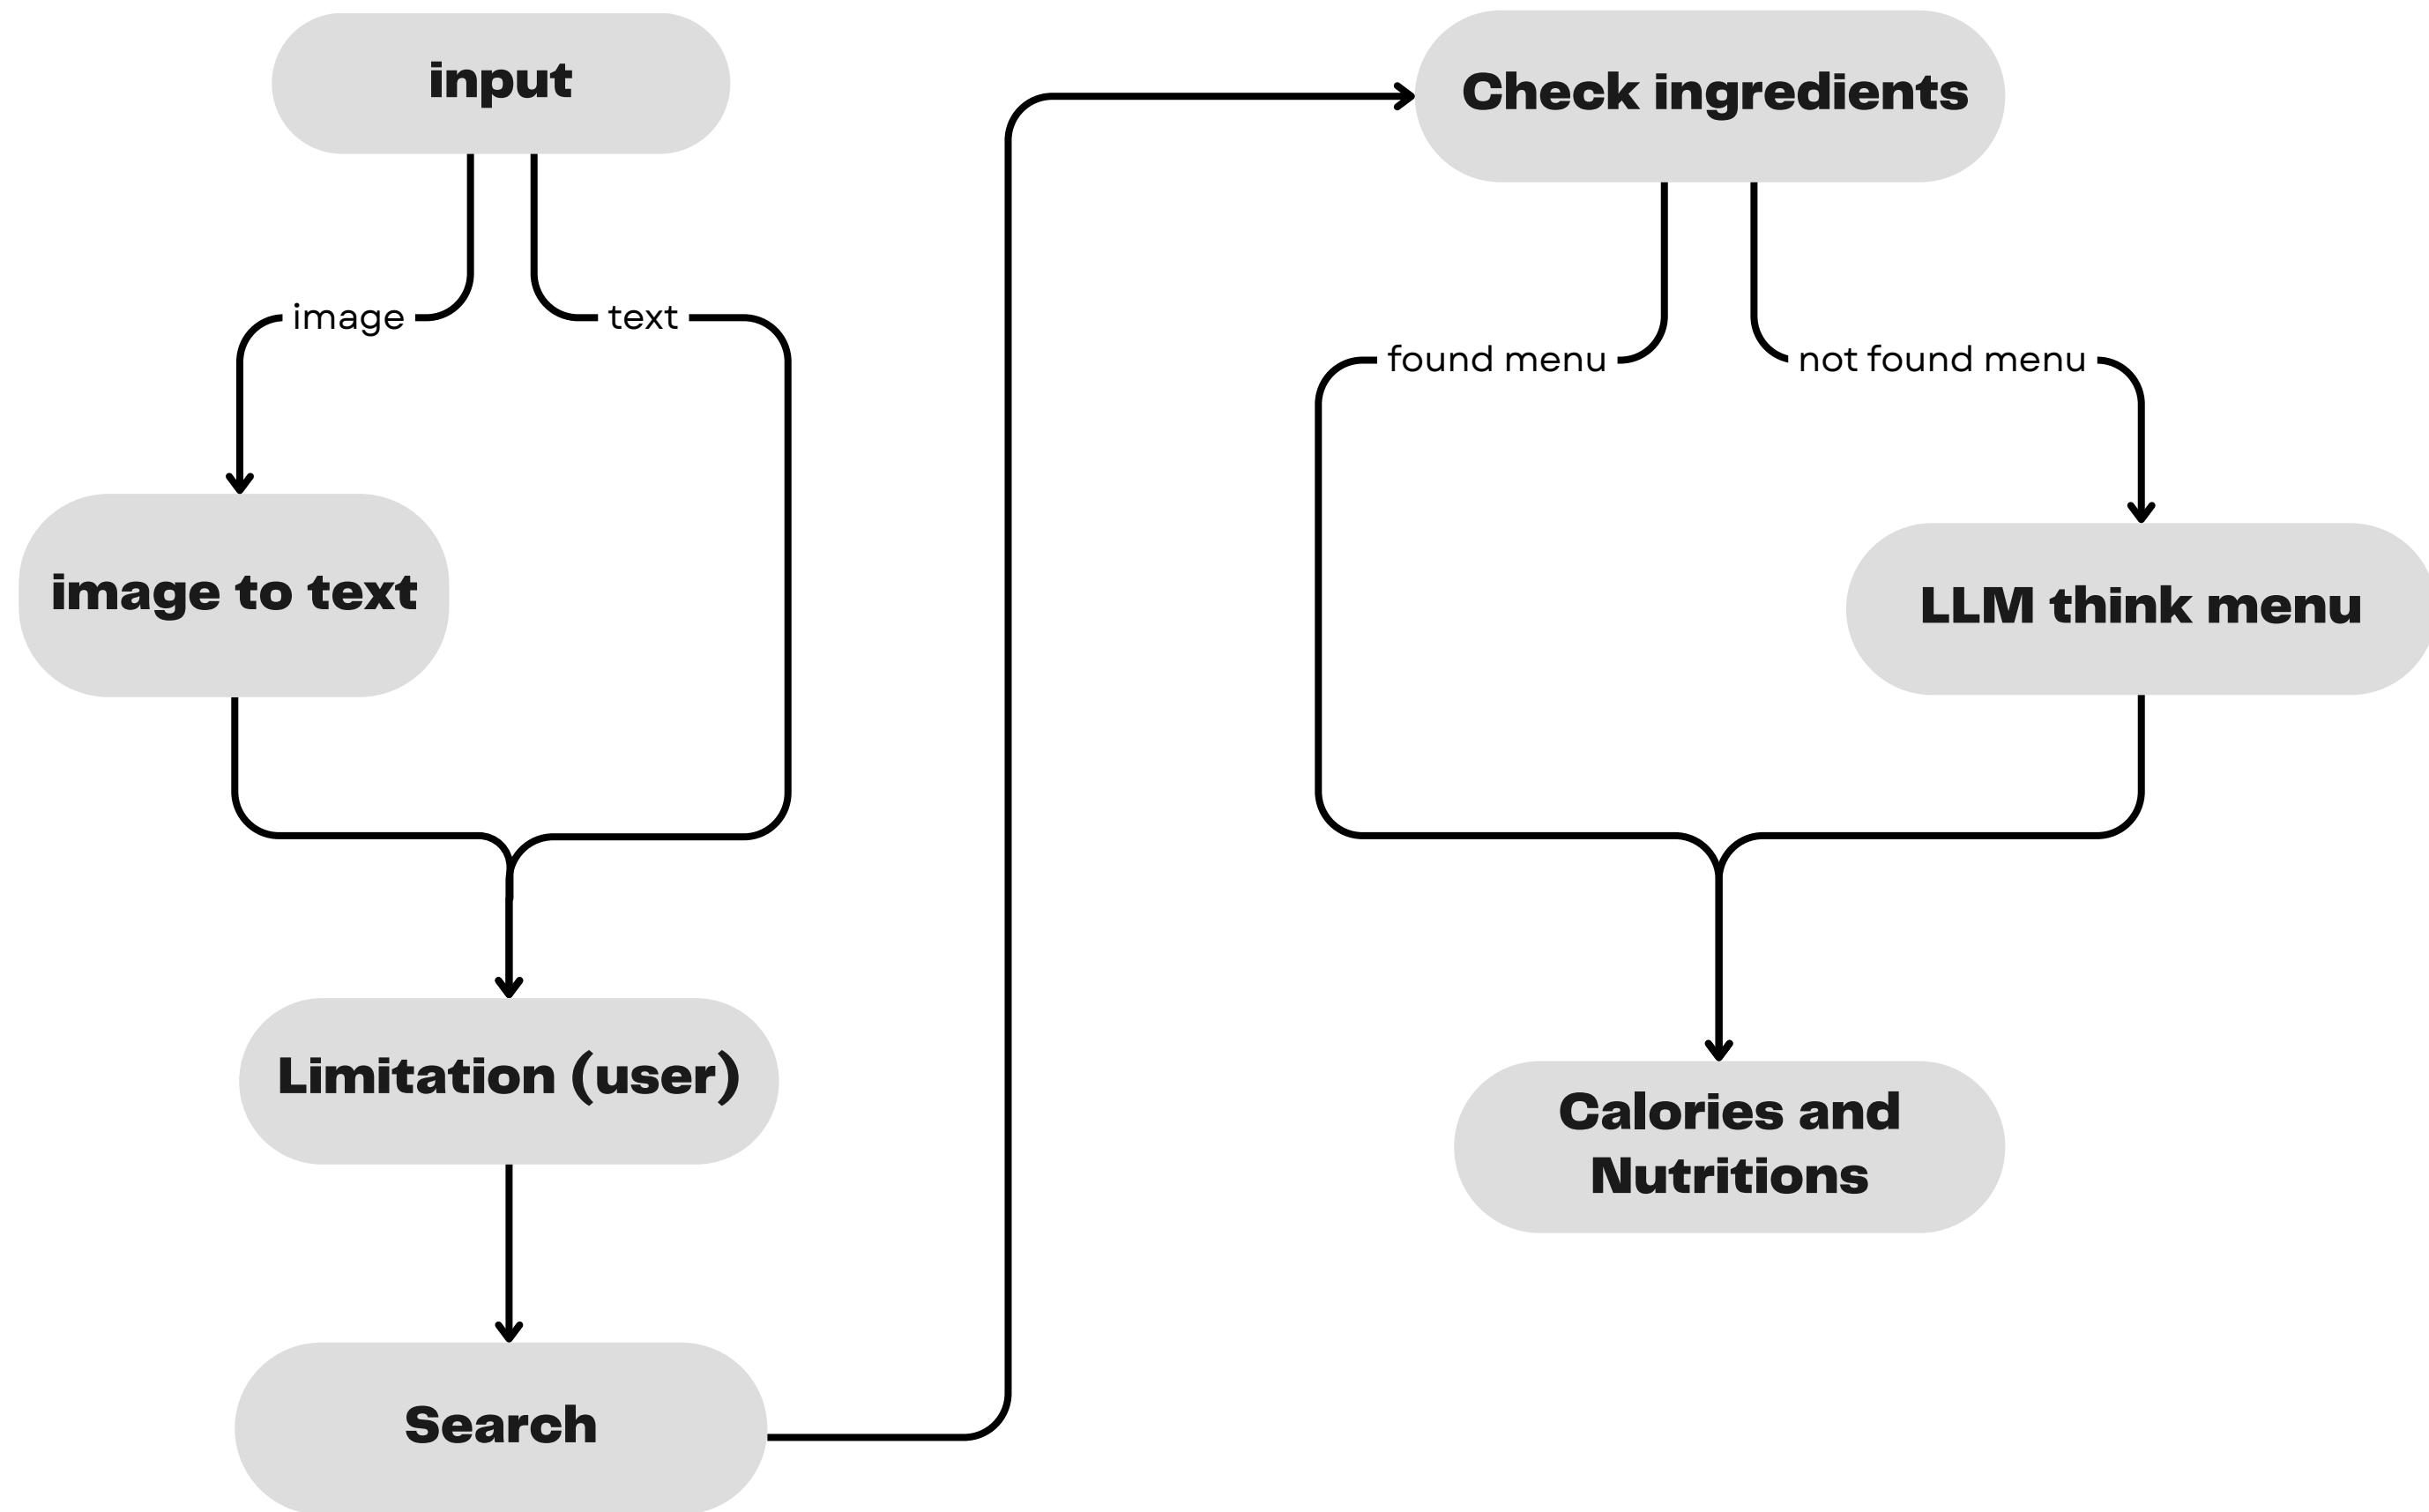 input
image
text
image to text
Limitation (user)
Search
Check ingredients
found menu
not found menu
LLM think menu
Calories and
Nutritions